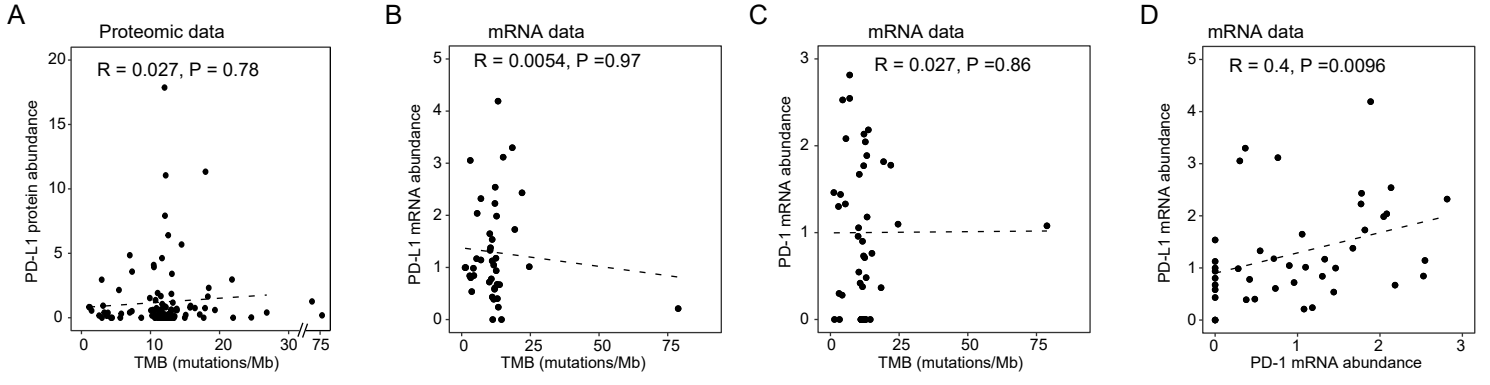 A
Proteomic data
R = 0.027, P = 0.78
PD-L1 protein abundance
20
15
10
5
0
0 10 20 30 75
TMB (mutations/Mb)
B
mRNA data
R = 0.0054, P =0.97
PD-L1 mRNA abundance
5
4
3
2
1
0
0 25 50 75
TMB (mutations/Mb)
C
mRNA data
R = 0.027, P =0.86
PD-1 mRNA abundance
3
2
1
0
0 25 50 75
TMB (mutations/Mb)
D
mRNA data
R = 0.4, P =0.0096
PD-L1 mRNA abundance
5
4
3
2
1
0
0 1 2 3
PD-1 mRNA abundance